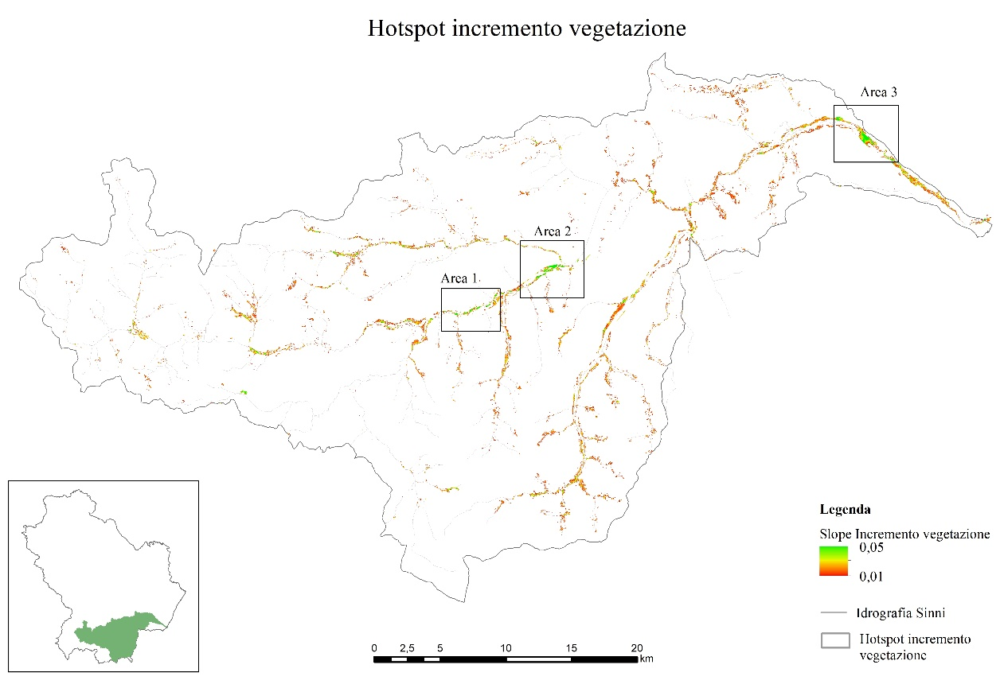 Hotspot incremento vegetazione
Area 3
Area 2
Area 1
Legenda
Slope Incremento vegetazione
0,05
0,01
Idrografia Sinni
Hotspot incremento
vegetazione
0 2,5 5 10 15 20
km